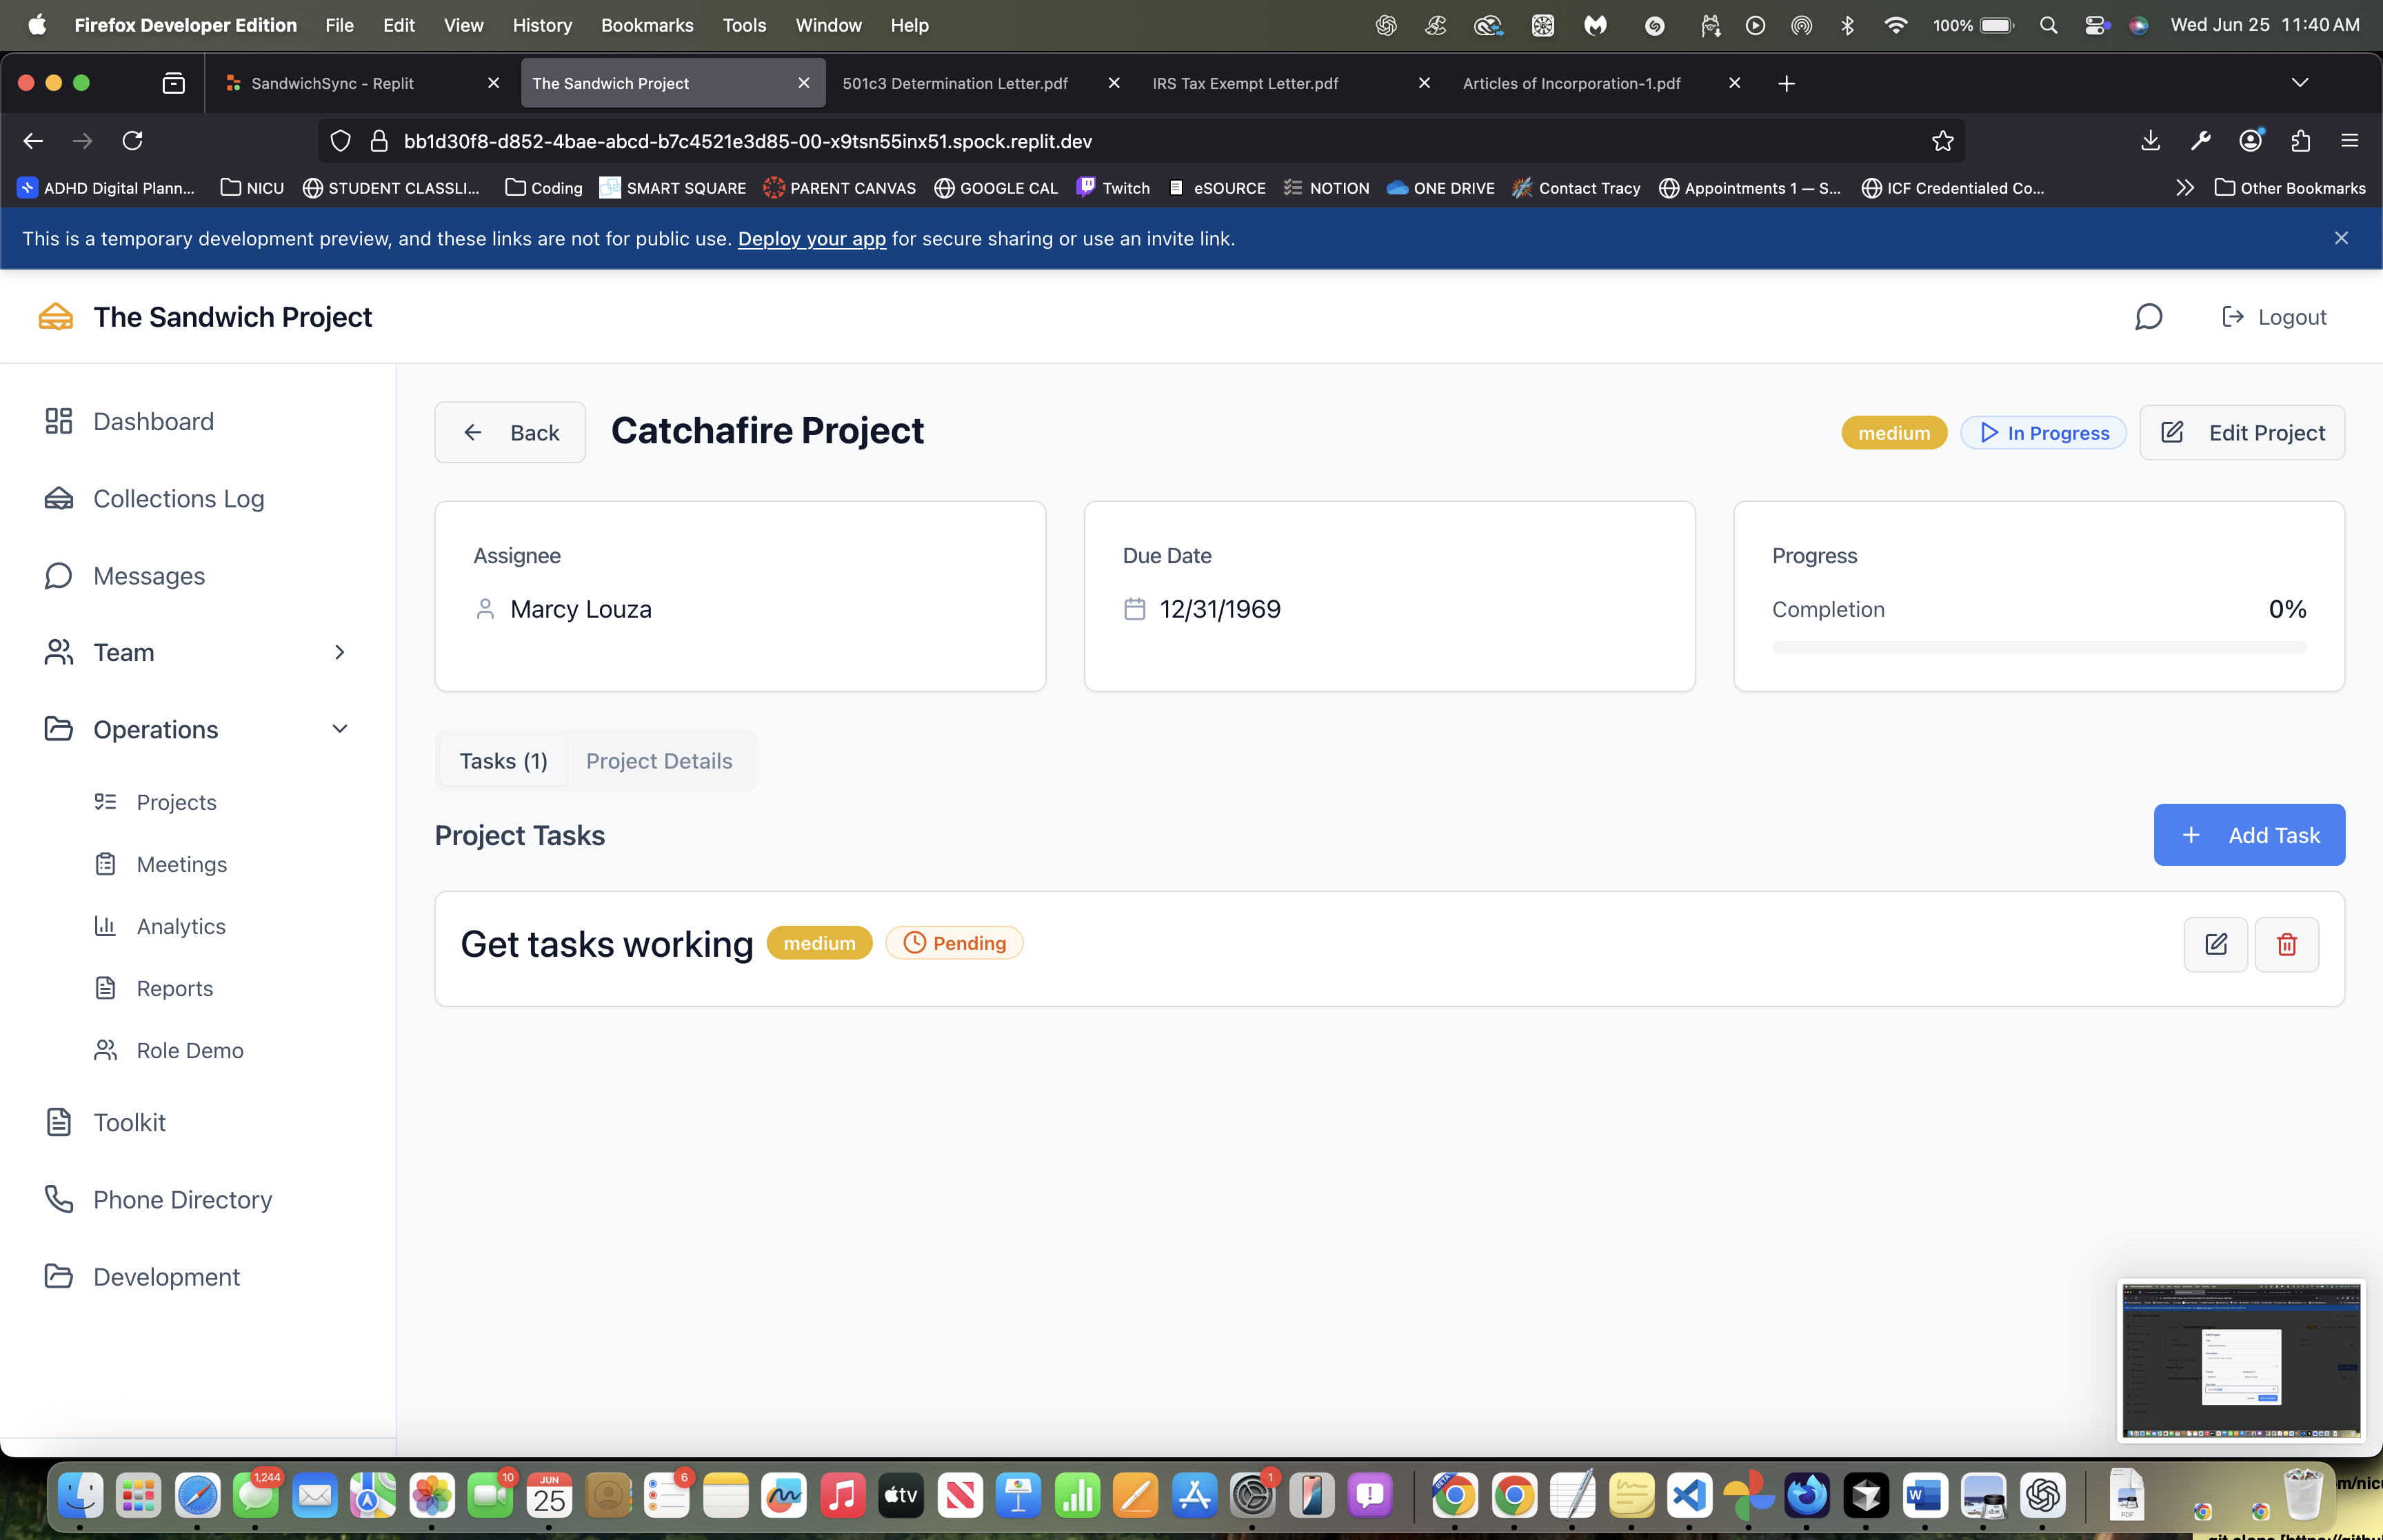 Firefox Developer Edition File Edit View History Bookmarks Tools Window Help 100% Wed Jun 25 11:40 AM
SandwichSync - Replit The Sandwich Project 501c3 Determination Letter.pdf IRS Tax Exempt Letter.pdf Articles of Incorporation-1.pdf
bb1d30f8-d852-4bae-abcd-b7c4521e3d85-00-x9tsn55inx51.spock.replit.dev
ADHD Digital Plann... NICU STUDENT CLASSLI... Coding SMART SQUARE PARENT CANVAS GOOGLE CAL Twitch eSOURCE NOTION ONE DRIVE Contact Tracy Appointments 1 — S... ICF Credentialed Co... Other Bookmarks
This is a temporary development preview, and these links are not for public use. Deploy your app for secure sharing or use an invite link.
The Sandwich Project
Logout
Dashboard
Collections Log
Messages
Team
Operations
Projects
Meetings
Analytics
Reports
Role Demo
Toolkit
Phone Directory
Development
Back
Catchafire Project
medium
In Progress
Edit Project
Assignee
Marcy Louza
Due Date
12/31/1969
Progress
Completion 0%
Tasks (1) Project Details
Project Tasks
Add Task
Get tasks working medium Pending
1,244
10
JUN
25
6
tv
1
BETA
W
PDF
m/nicu